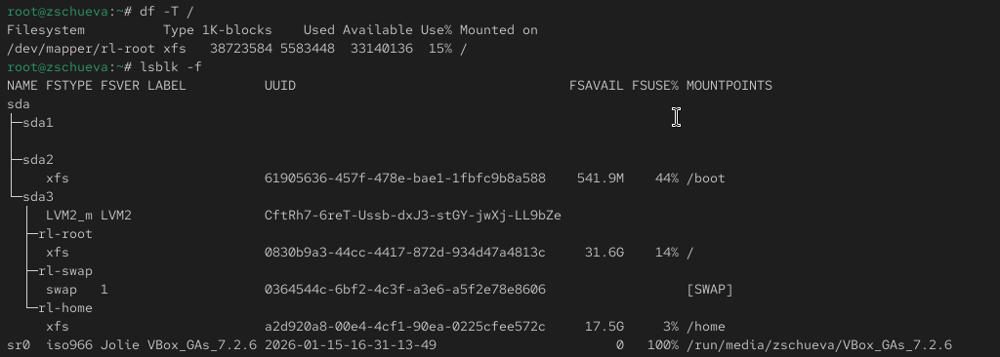 root@zschueva:~# df -T /
Filesystem          Type 1K-blocks    Used Available Use% Mounted on
/dev/mapper/rl-root xfs   38723584 5583448  33140136  15% /
root@zschueva:~# lsblk -f
NAME FSTYPE FSVER LABEL          UUID                                   FSAVAIL FSUSE% MOUNTPOINTS
sda
├─sda1
├─sda2
     xfs                         61905636-457f-478e-bae1-1fbfc9b8a588    541.9M    44% /boot
└─sda3
     LVM2_m LVM2                 CftRh7-6reT-Ussb-dxJ3-stGY-jwXj-LL9bZe
  ├─rl-root
     xfs                         0830b9a3-44cc-4417-872d-934d47a4813c     31.6G    14% /
  ├─rl-swap
     swap   1                    0364544c-6bf2-4c3f-a3e6-a5f2e78e8606                  [SWAP]
  └─rl-home
     xfs                         a2d920a8-00e4-4cf1-90ea-0225cfee572c     17.5G     3% /home
sr0  iso966 Jolie VBox_GAs_7.2.6 2026-01-15-16-31-13-49                       0   100% /run/media/zschueva/VBox_GAs_7.2.6